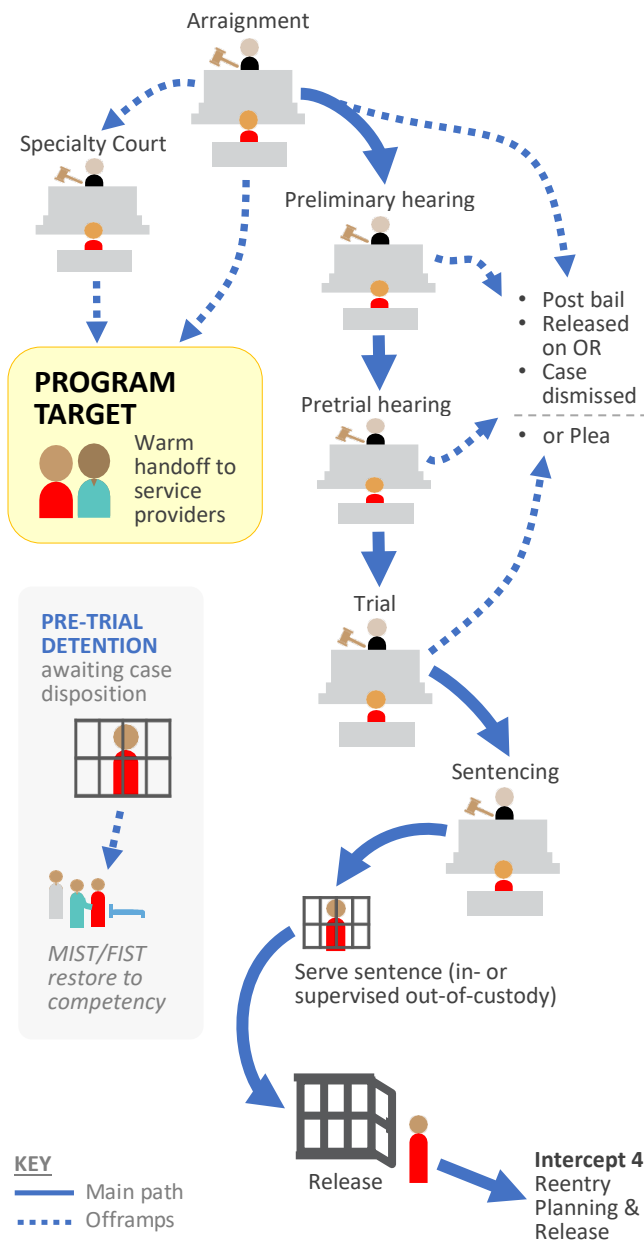 Arraignment
Specialty Court
Preliminary hearing
• Post bail
• Released
on OR
• Case
dismissed
• or Plea
PROGRAM
TARGET
Warm
handoff to
service
providers
Pretrial hearing
Trial
PRE-TRIAL
DETENTION
awaiting case
disposition
MIST/FIST
restore to
competency
Sentencing
Serve sentence (in- or
supervised out-of-custody)
Release
Intercept 4
Reentry
Planning &
Release
KEY
Main path
Offramps